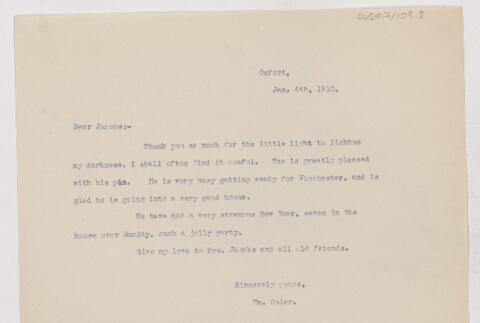 CUS417/109.8
Oxford,
Jan. 4th, 1910.
Dear Jacobs:-
Thank you so much for the little light to lighten
my darkness, I shall often find it useful. Tom is greatly pleased
with his pin. He is very busy getting ready for Winchester, and is
glad he is going into a very good house.
We have had a very strenous New Year, seven in the
house over Sunday, such a jolly party.
Give my love to Mrs. Jacobs and all old friends.
Sincerely yours,
Wm. Osler.